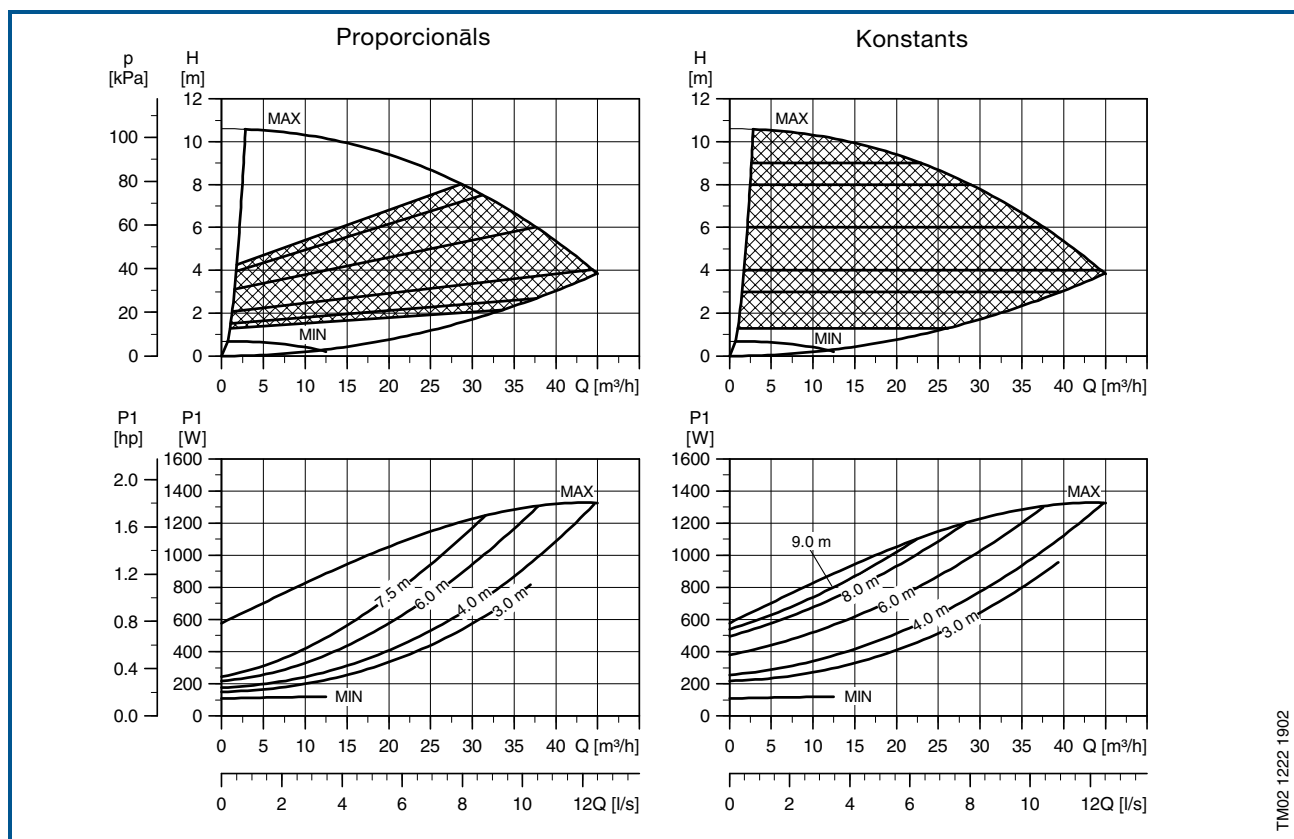 Proporcionāls
Konstants
p
[kPa]
H
[m]
H
[m]
12
10
8
6
4
2
0
100
80
60
40
20
0
MAX
MIN
0 5 10 15 20 25 30 35 40 Q [m³/h]
12
10
8
6
4
2
0
MAX
MIN
0 5 10 15 20 25 30 35 40 Q [m³/h]
P1
[hp]
P1
[W]
2.0
1.6
1.2
0.8
0.4
0.0
1600
1400
1200
1000
800
600
400
200
0
MAX
7.5 m
6.0 m
4.0 m
3.0 m
MIN
0 5 10 15 20 25 30 35 40 Q [m³/h]
0 2 4 6 8 10 12Q [l/s]
P1
[W]
1600
1400
1200
1000
800
600
400
200
0
MAX
9.0 m
8.0 m
6.0 m
4.0 m
3.0 m
MIN
0 5 10 15 20 25 30 35 40 Q [m³/h]
0 2 4 6 8 10 12Q [l/s]
TM02 1222 1902